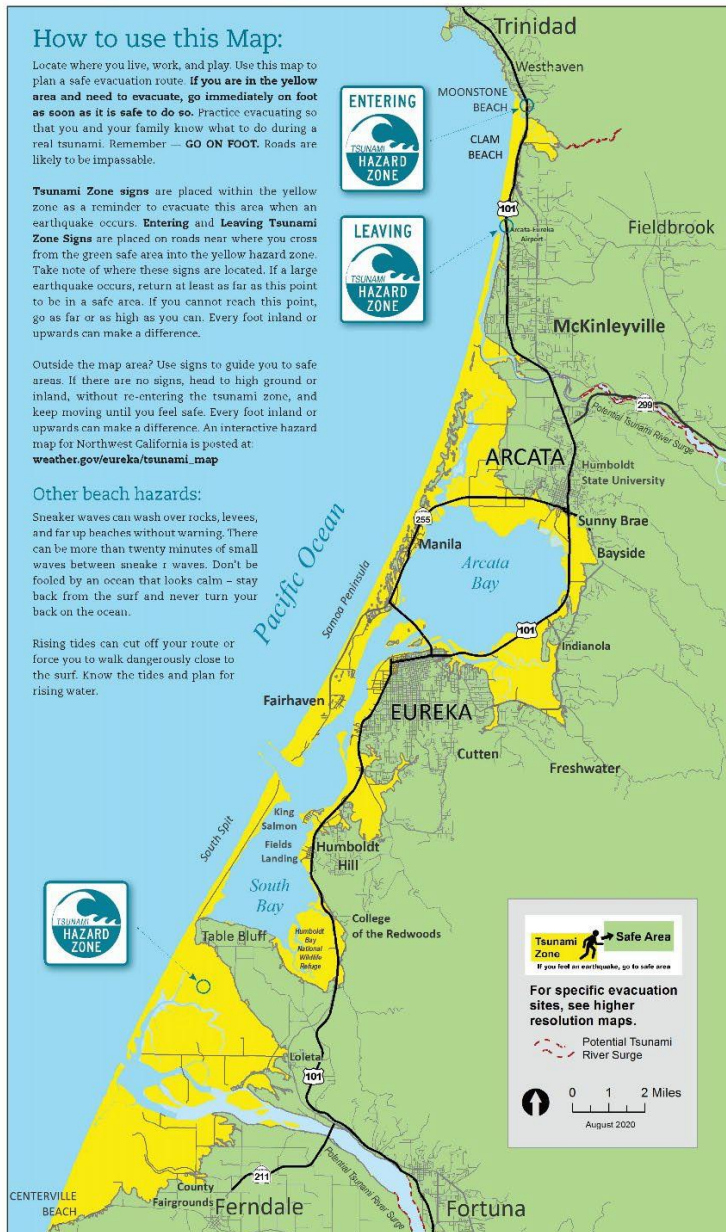 How to use this Map:
Locate where you live, work, and play. Use this map to
plan a safe evacuation route. If you are in the yellow
area and need to evacuate, go immediately on foot
as soon as it is safe to do so. Practice evacuating so
that you and your family know what to do during a
real tsunami. Remember — GO ON FOOT. Roads are
likely to be impassable.
Tsunami Zone signs are placed within the yellow
zone as a reminder to evacuate this area when an
earthquake occurs. Entering and Leaving Tsunami
Zone Signs are placed on roads near where you cross
from the green safe area into the yellow hazard zone.
Take note of where these signs are located. If a large
earthquake occurs, return at least as far as this point
to be in a safe area. If you cannot reach this point,
go as far or as high as you can. Every foot inland or
upwards can make a difference.
Outside the map area? Use signs to guide you to safe
areas. If there are no signs, head to high ground or
inland, without re-entering the tsunami zone, and
keep moving until you feel safe. Every foot inland or
upwards can make a difference. An interactive hazard
map for Northwest California is posted at:
weather.gov/eureka/tsunami_map
Other beach hazards:
Sneaker waves can wash over rocks, levees,
and far up beaches without warning. There
can be more than twenty minutes of small
waves between sneake r waves. Don't be
fooled by an ocean that looks calm – stay
back from the surf and never turn your
back on the ocean.
Rising tides can cut off your route or
force you to walk dangerously close to
the surf. Know the tides and plan for
rising water.
ENTERING
TSUNAMI
HAZARD
ZONE
LEAVING
TSUNAMI
HAZARD
ZONE
TSUNAMI
HAZARD
ZONE
Trinidad
Westhaven
MOONSTONE
BEACH
CLAM
BEACH
101
Arcata-Eureka
Airport
Fieldbrook
McKinleyville
299
Potential Tsunami River Surge
ARCATA
Humboldt
State University
255
Sunny Brae
Manila
Bayside
Arcata
Bay
Pacific Ocean
Samoa Peninsula
101
Indianola
Fairhaven
EUREKA
Cutten
Freshwater
South Spit
King
Salmon
Fields
Landing
Humboldt
Hill
South
Bay
College
of the Redwoods
Table Bluff
Humboldt
Bay
National
Wildlife
Refuge
Loleta
101
211
County
Fairgrounds
CENTERVILLE
BEACH
Ferndale
Fortuna
Potential Tsunami River Surge
Tsunami
Zone
Safe Area
If you feel an earthquake, go to safe area
For specific evacuation
sites, see higher
resolution maps.
Potential Tsunami
River Surge
0 1 2 Miles
August 2020